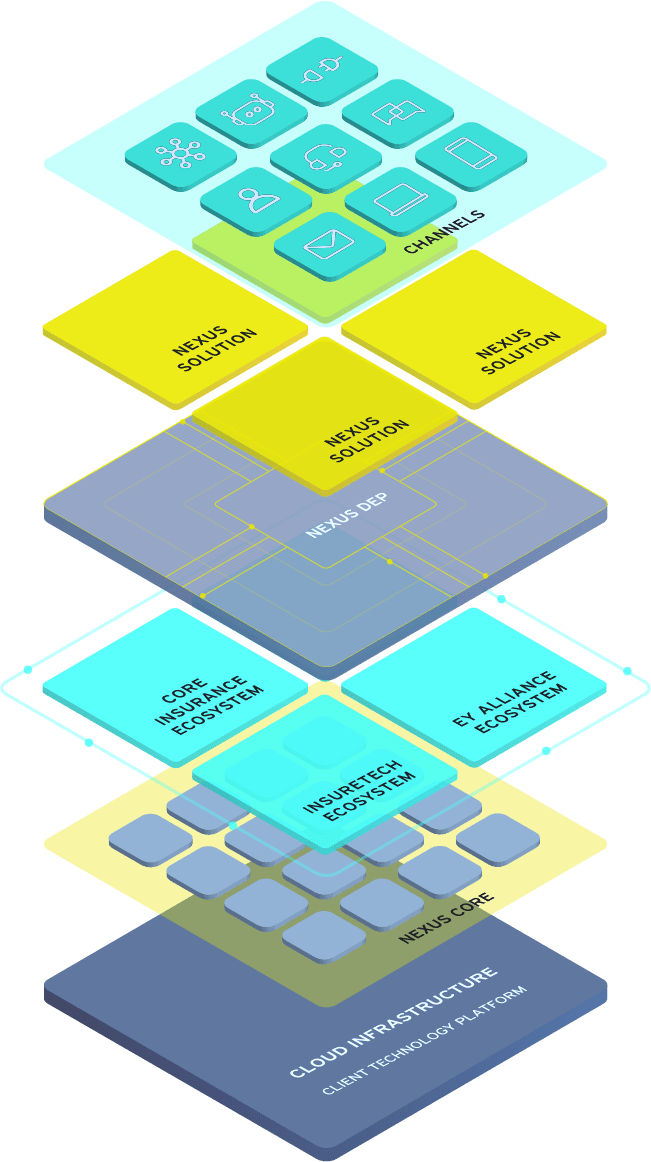 CHANNELS
NEXUS
SOLUTION
NEXUS
SOLUTION
NEXUS
SOLUTION
NEXUS DEP
CORE
INSURANCE
ECOSYSTEM
EY ALLIANCE
ECOSYSTEM
INSURETECH
ECOSYSTEM
NEXUS CORE
CLOUD INFRASTRUCTURE
CLIENT TECHNOLOGY PLATFORM